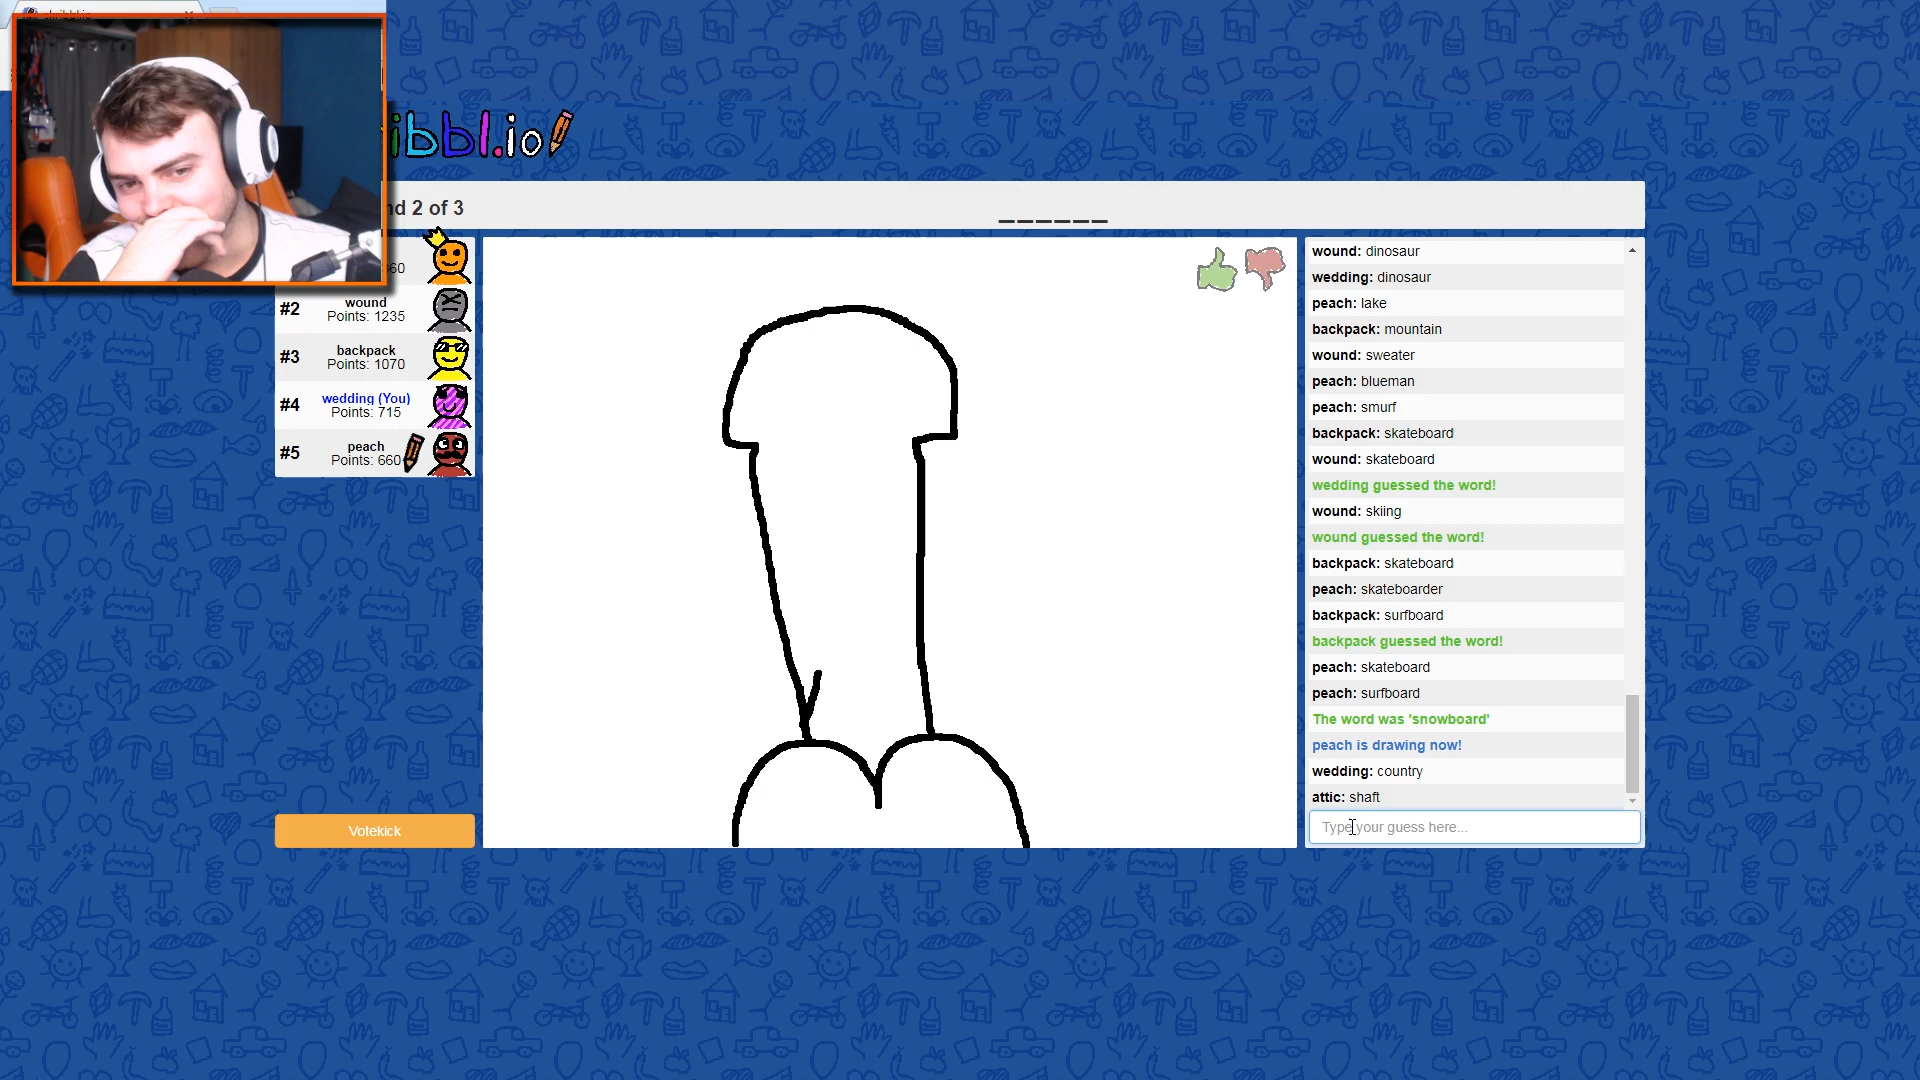 ibbl.io
nd 2 of 3
______
60
#2
wound
Points: 1235
#3
backpack
Points: 1070
#4
wedding (You)
Points: 715
#5
peach
Points: 660
Votekick
wound: dinosaur
wedding: dinosaur
peach: lake
backpack: mountain
wound: sweater
peach: blueman
peach: smurf
backpack: skateboard
wound: skateboard
wedding guessed the word!
wound: skiing
wound guessed the word!
backpack: skateboard
peach: skateboarder
backpack: surfboard
backpack guessed the word!
peach: skateboard
peach: surfboard
The word was 'snowboard'
peach is drawing now!
wedding: country
attic: shaft
Type your guess here...